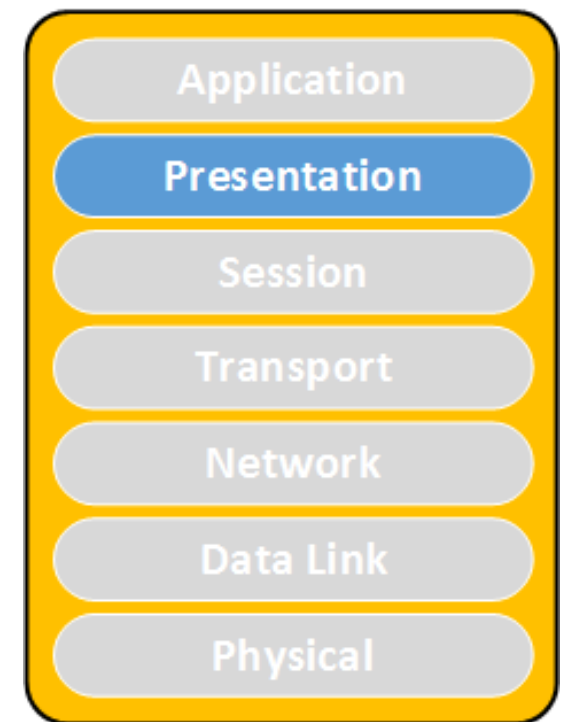 Application
Presentation
Session
Transport
Network
Data Link
Physical